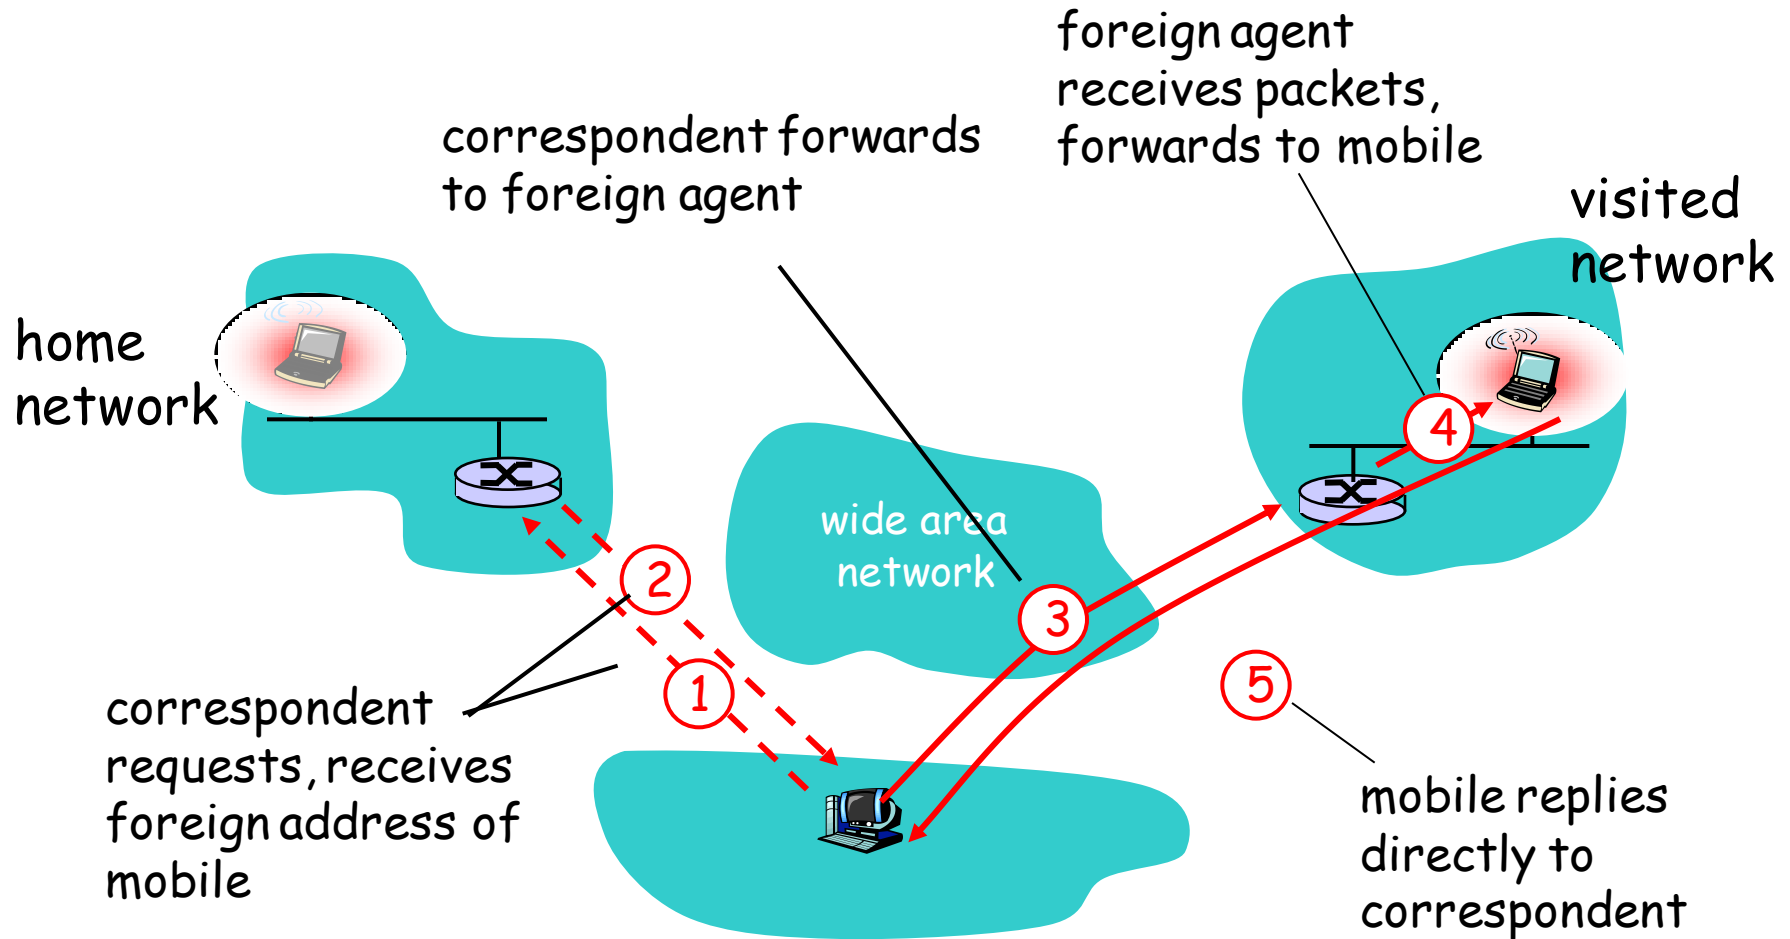 foreign agent
receives packets,
forwards to mobile
correspondent forwards
to foreign agent
visited
network
home
network
wide area
network
2
3
4
1
5
correspondent
requests, receives
foreign address of
mobile
mobile replies
directly to
correspondent